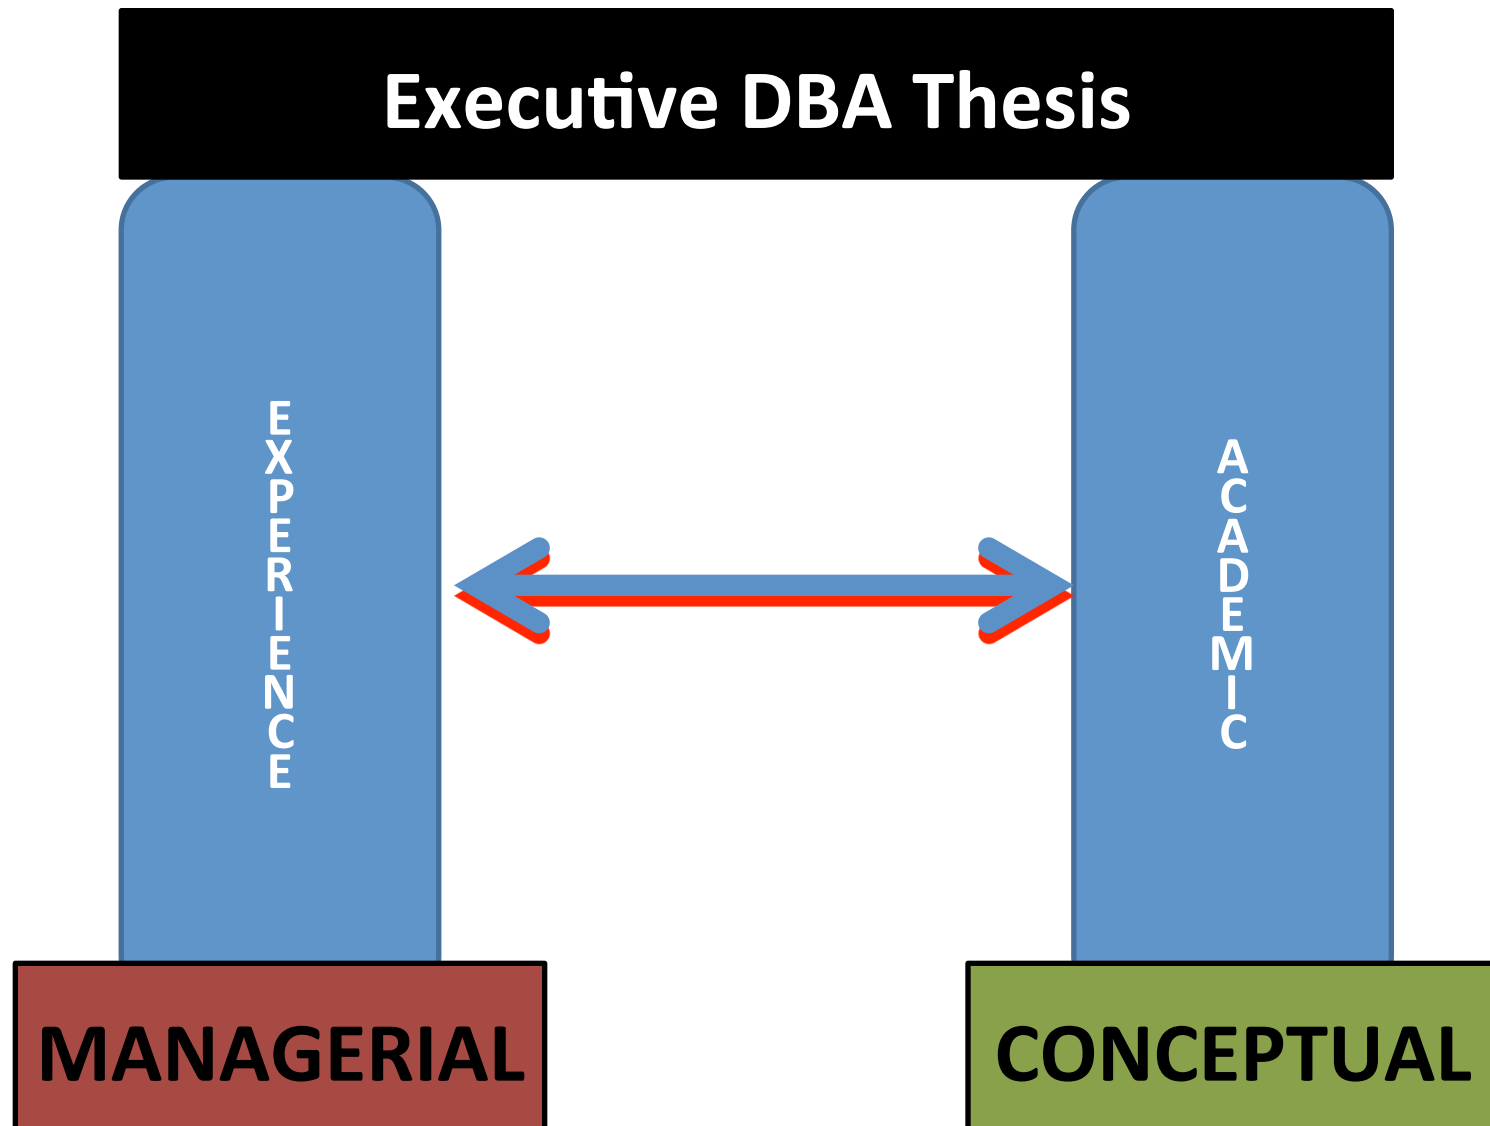 Executive DBA Thesis
EXPERIENCE
ACADEMIC
MANAGERIAL
CONCEPTUAL